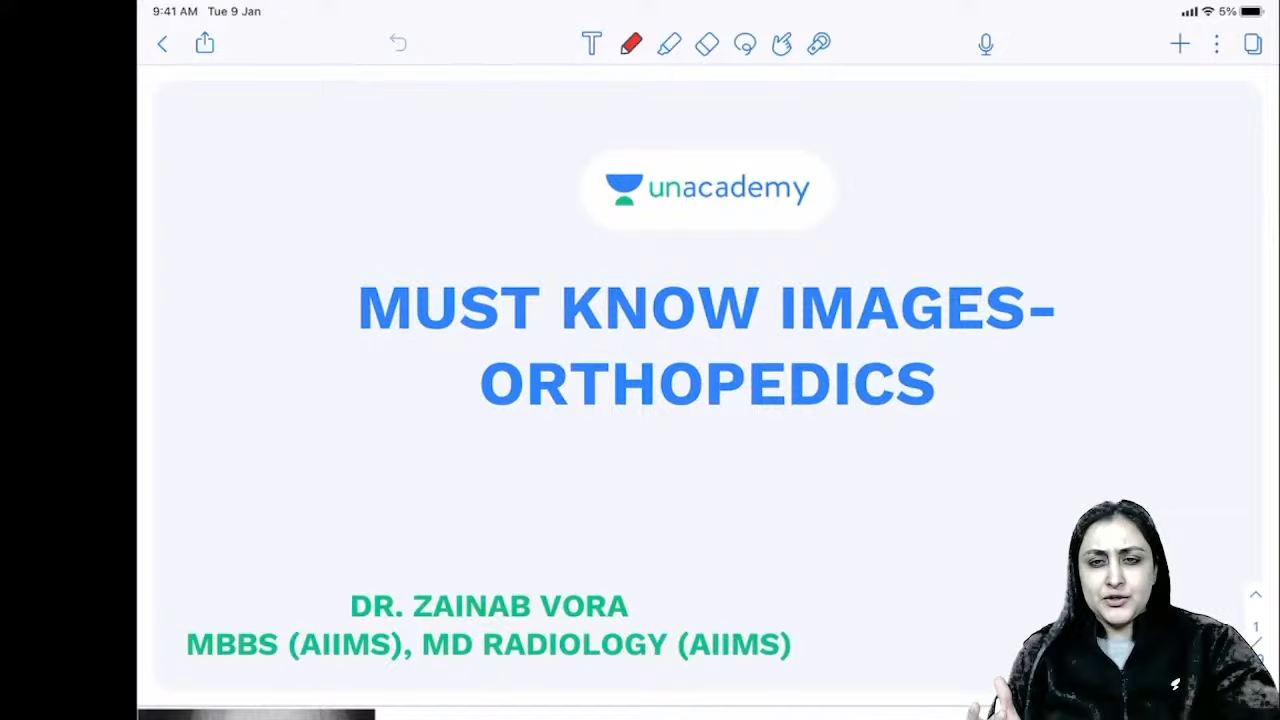 9:41 AM Tue 9 Jan
5%
unacademy
MUST KNOW IMAGES-
ORTHOPEDICS
DR. ZAINAB VORA
MBBS (AIIMS), MD RADIOLOGY (AIIMS)
1